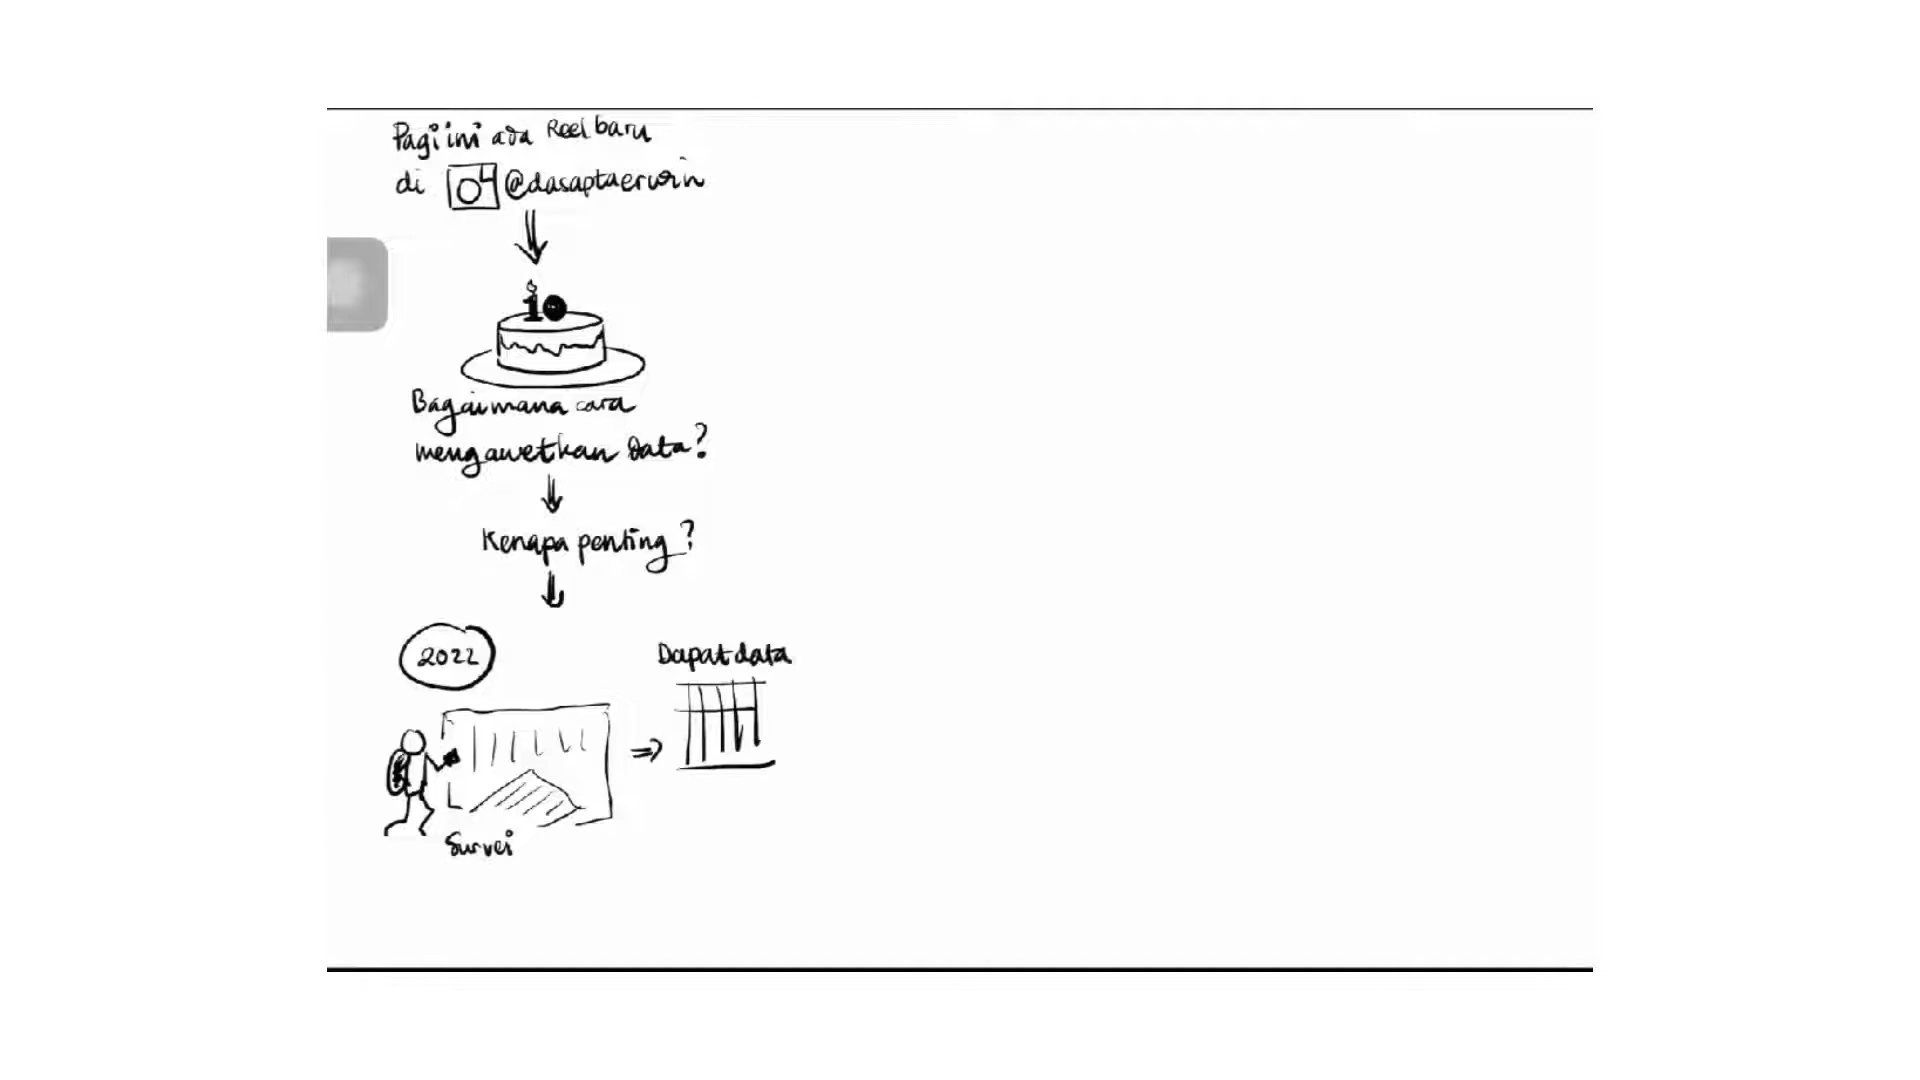 Pagi ini ada Reel baru
di @dasaptaerwin
10
Bagaimana cara
mengawetkan data?
Kenapa penting?
2022
Dapat data
Survei